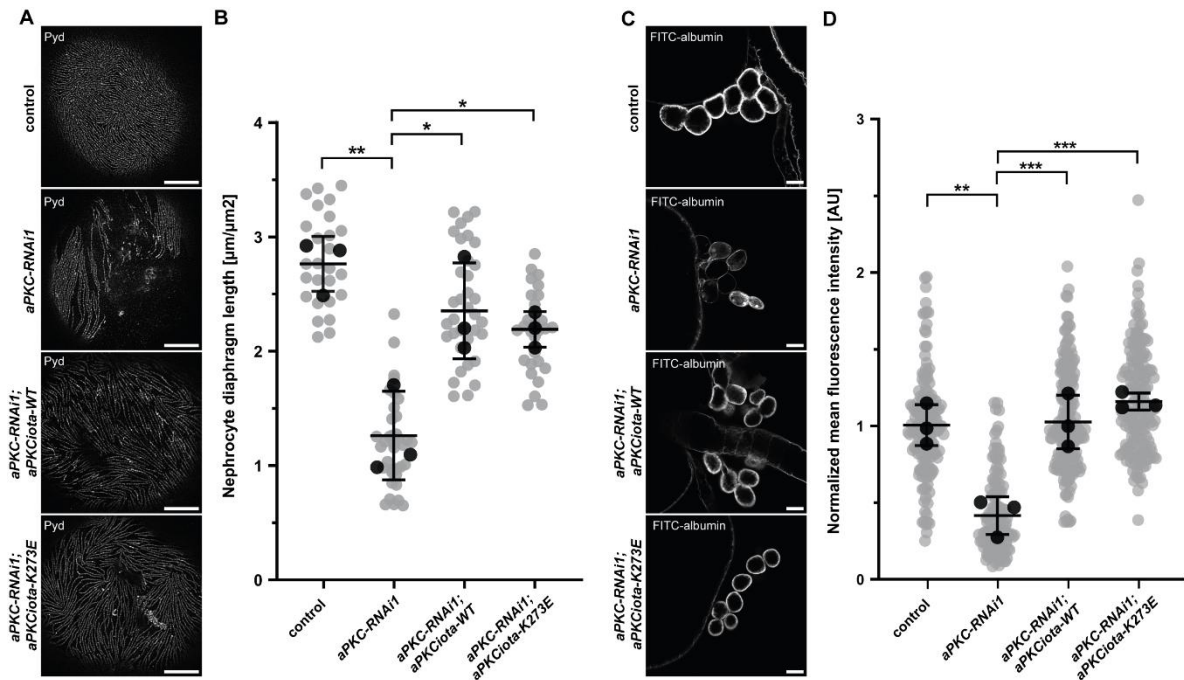 A
B
C
D
Pyd
control
Pyd
aPKC-RNAi1
Pyd
aPKC-RNAi1;
aPKCiota-WT
Pyd
aPKC-RNAi1;
aPKCiota-K273E
Nephrocyte diaphragm length [µm/µm2]
4
3
2
1
0
**
*
*
control
aPKC-RNAi1
aPKC-RNAi1;
aPKCiota-WT
aPKC-RNAi1;
aPKCiota-K273E
FITC-albumin
control
FITC-albumin
aPKC-RNAi1
FITC-albumin
aPKC-RNAi1;
aPKCiota-WT
FITC-albumin
aPKC-RNAi1;
aPKCiota-K273E
Normalized mean fluorescence intensity [AU]
3
2
1
0
**
***
***
control
aPKC-RNAi1
aPKC-RNAi1;
aPKCiota-WT
aPKC-RNAi1;
aPKCiota-K273E